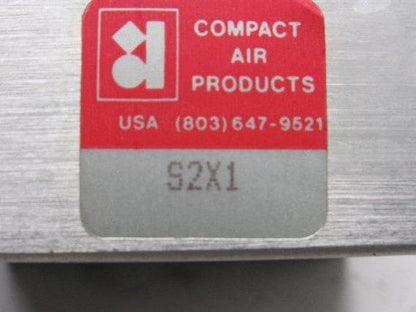 COMPACT
AIR
PRODUCTS
USA (803) 647-9521
S2X1